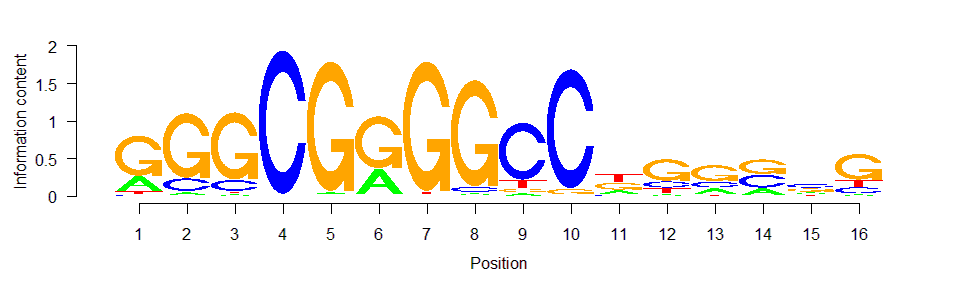 Information content
2
1.5
1
0.5
0
G G G C G G G G C C T G G G C G
A C C A C T G C C C T
1 2 3 4 5 6 7 8 9 10 11 12 13 14 15 16
Position